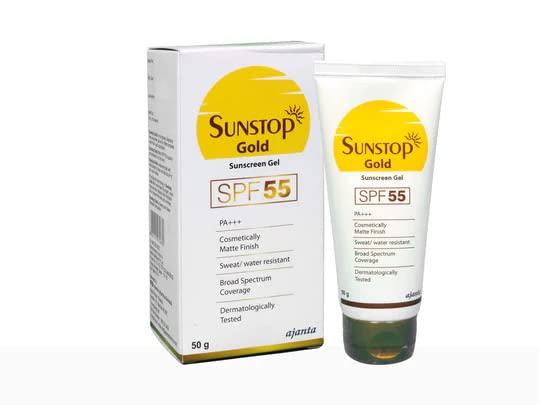 SUNSTOP
Gold
Sunscreen Gel
SPF 55
PA+++
Cosmetically
Matte Finish
Sweat/ water resistant
Broad Spectrum
Coverage
Dermatologically
Tested
50 g
ajanta
SUNSTOP
Gold
Sunscreen Gel
SPF 55
PA+++
Cosmetically
Matte Finish
Sweat/ water resistant
Broad Spectrum
Coverage
Dermatologically
Tested
50 g
ajanta